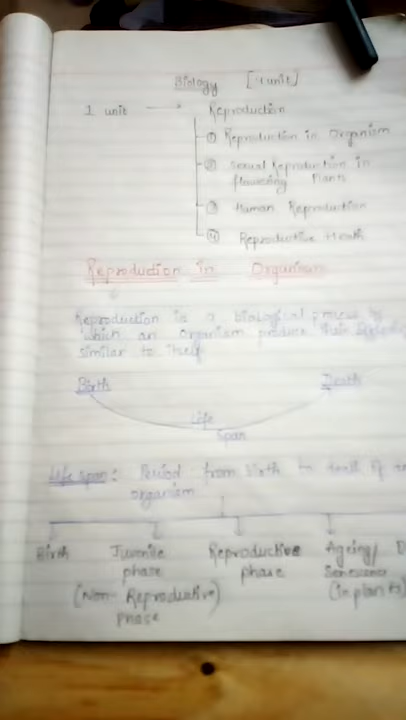 Biology [4 unit]
1 unit → Reproduction
① Reproduction in Organism
② Sexual Reproduction in
flowering Plants
③ Human Reproduction
④ Reproductive Health
Reproduction in Organism
Reproduction is a biological process by
which an organism produce their
similar to itself
Birth Death
Life
Span
Life span: Period from birth to
organism
Birth Juvenile Reproductive Ageing/ D
phase phase Senescence
(Non-Reproductive) (in plants)
phase